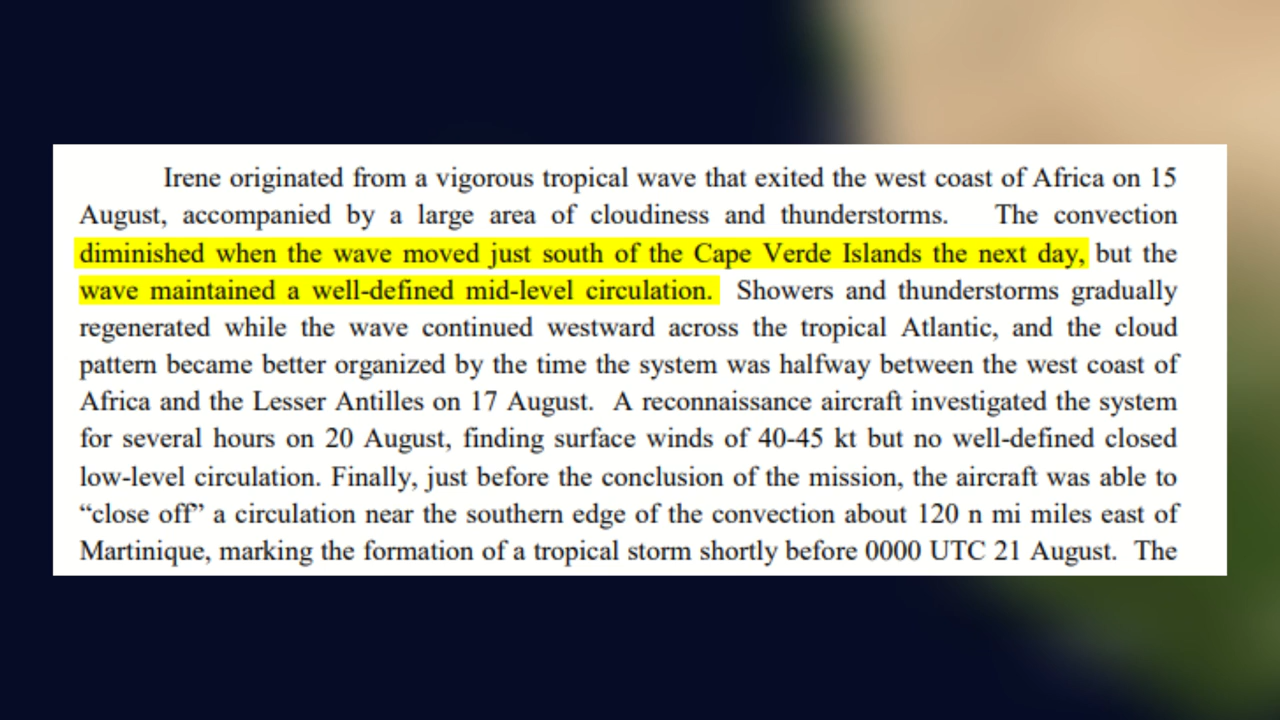 Irene originated from a vigorous tropical wave that exited the west coast of Africa on 15
August, accompanied by a large area of cloudiness and thunderstorms. The convection
diminished when the wave moved just south of the Cape Verde Islands the next day, but the
wave maintained a well-defined mid-level circulation. Showers and thunderstorms gradually
regenerated while the wave continued westward across the tropical Atlantic, and the cloud
pattern became better organized by the time the system was halfway between the west coast of
Africa and the Lesser Antilles on 17 August. A reconnaissance aircraft investigated the system
for several hours on 20 August, finding surface winds of 40-45 kt but no well-defined closed
low-level circulation. Finally, just before the conclusion of the mission, the aircraft was able to
“close off” a circulation near the southern edge of the convection about 120 n mi miles east of
Martinique, marking the formation of a tropical storm shortly before 0000 UTC 21 August. The